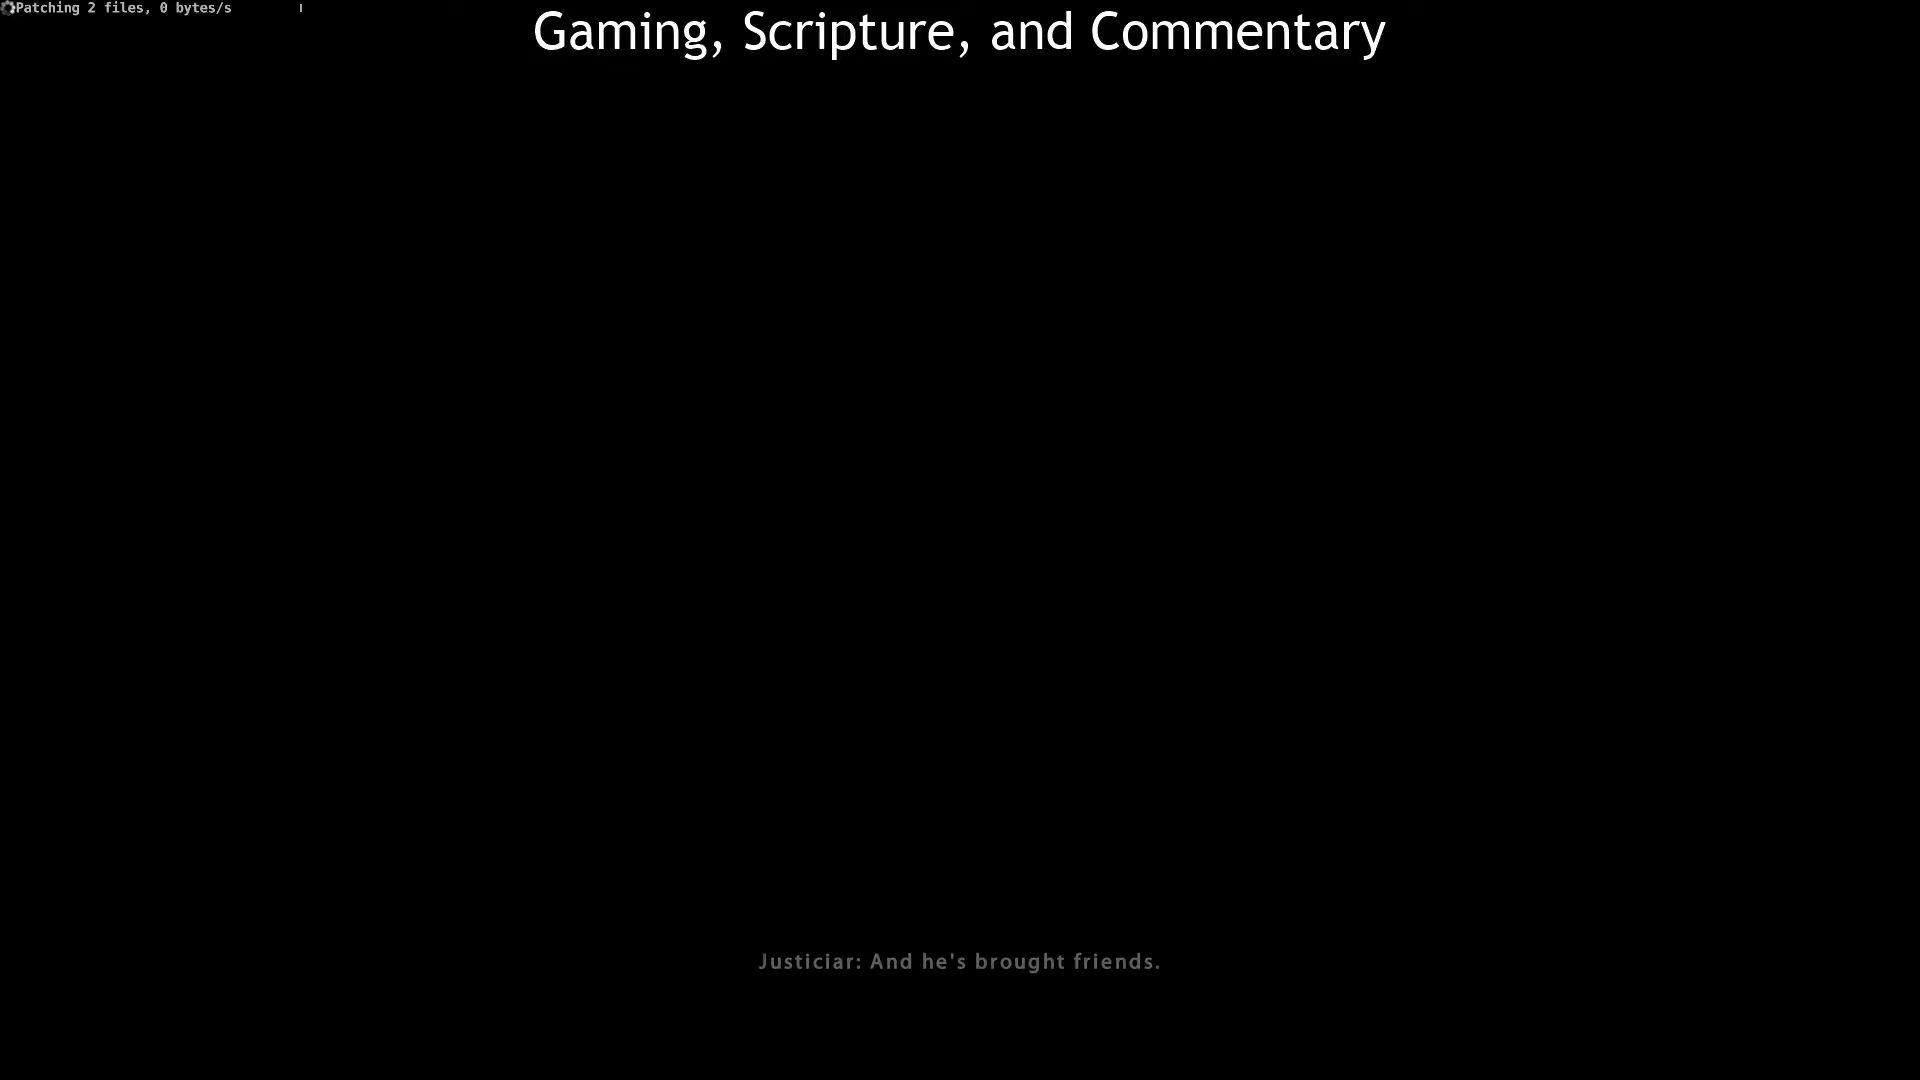 Patching 2 files, 0 bytes/s
Gaming, Scripture, and Commentary
Justiciar: And he's brought friends.